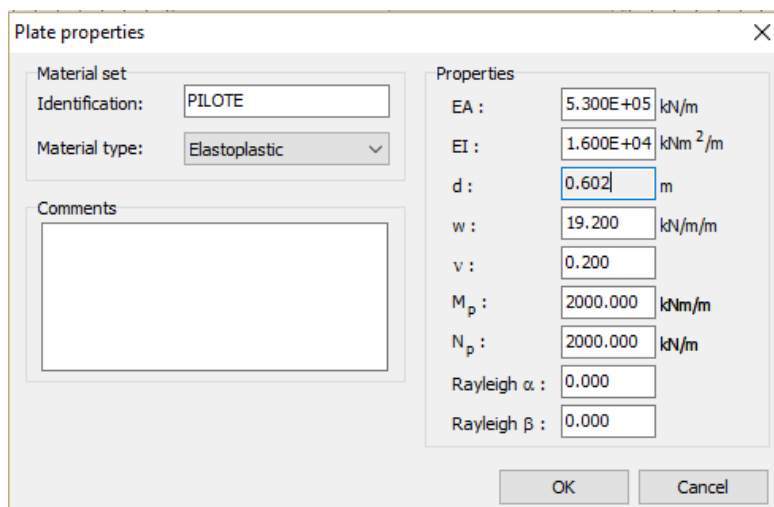 Plate properties
Material set
Identification: PILOTE
Material type: Elastoplastic
Comments
Properties
EA : 5.300E+05 kN/m
EI : 1.600E+04 kNm²/m
d : 0.602 m
w : 19.200 kN/m/m
ν : 0.200
Mp : 2000.000 kNm/m
Np : 2000.000 kN/m
Rayleigh α : 0.000
Rayleigh β : 0.000
OK Cancel